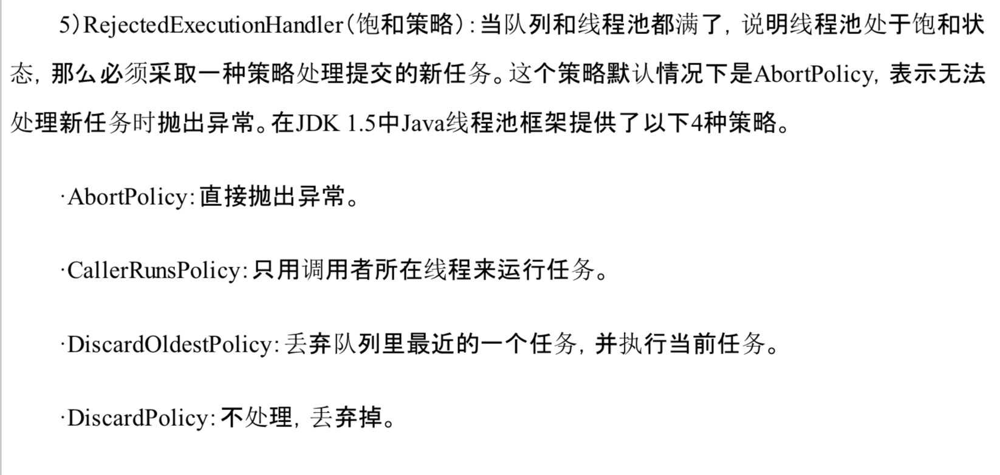 5)RejectedExecutionHandler(饱和策略):当队列和线程池都满了,说明线程池处于饱和状
态,那么必须采取一种策略处理提交的新任务。这个策略默认情况下是AbortPolicy,表示无法
处理新任务时抛出异常。在JDK 1.5中Java线程池框架提供了以下4种策略。
·AbortPolicy:直接抛出异常。
·CallerRunsPolicy:只用调用者所在线程来运行任务。
·DiscardOldestPolicy:丢弃队列里最近的一个任务,并执行当前任务。
·DiscardPolicy:不处理,丢弃掉。